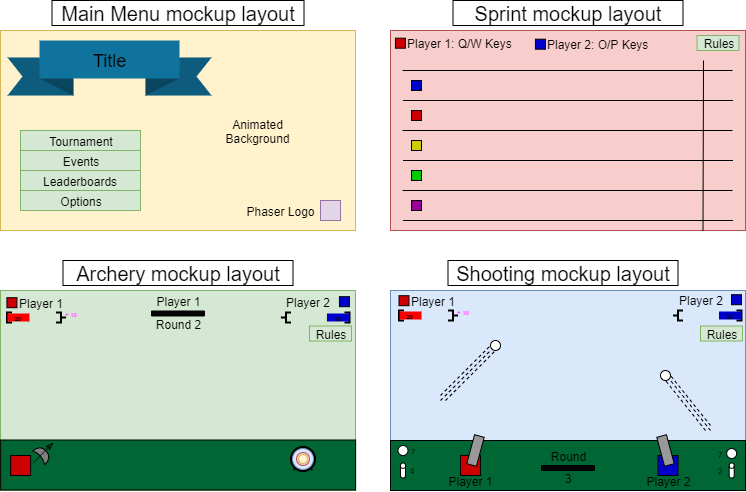 Main Menu mockup layout
Title
Tournament
Events
Leaderboards
Options
Animated
Background
Phaser Logo
Sprint mockup layout
Player 1: Q/W Keys
Player 2: O/P Keys
Rules
Archery mockup layout
Player 1
Player 1
Player 2
Round 2
+ 10
Rules
Shooting mockup layout
Player 1
Player 2
+ 10
Rules
7
4
Player 1
Round
3
Player 2
7
2